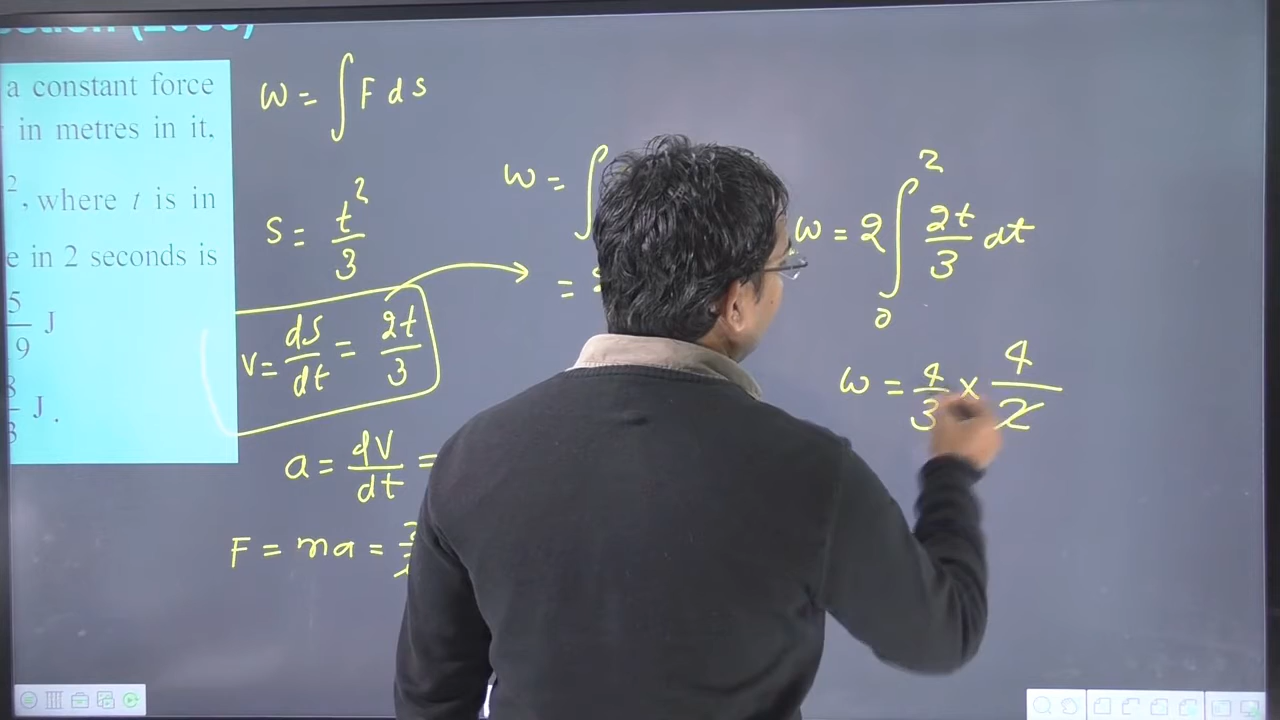 a constant force
in metres in it,
2, where t is in
e in 2 seconds is
5/9 J
8/3 J.
W = ∫ F ds
S = t²/3
V = ds/dt = 2t/3
a = dV/dt =
F = ma =
W = ∫
=
W = 2 ∫₀² 2t/3 dt
W = 4/3 × 4/2